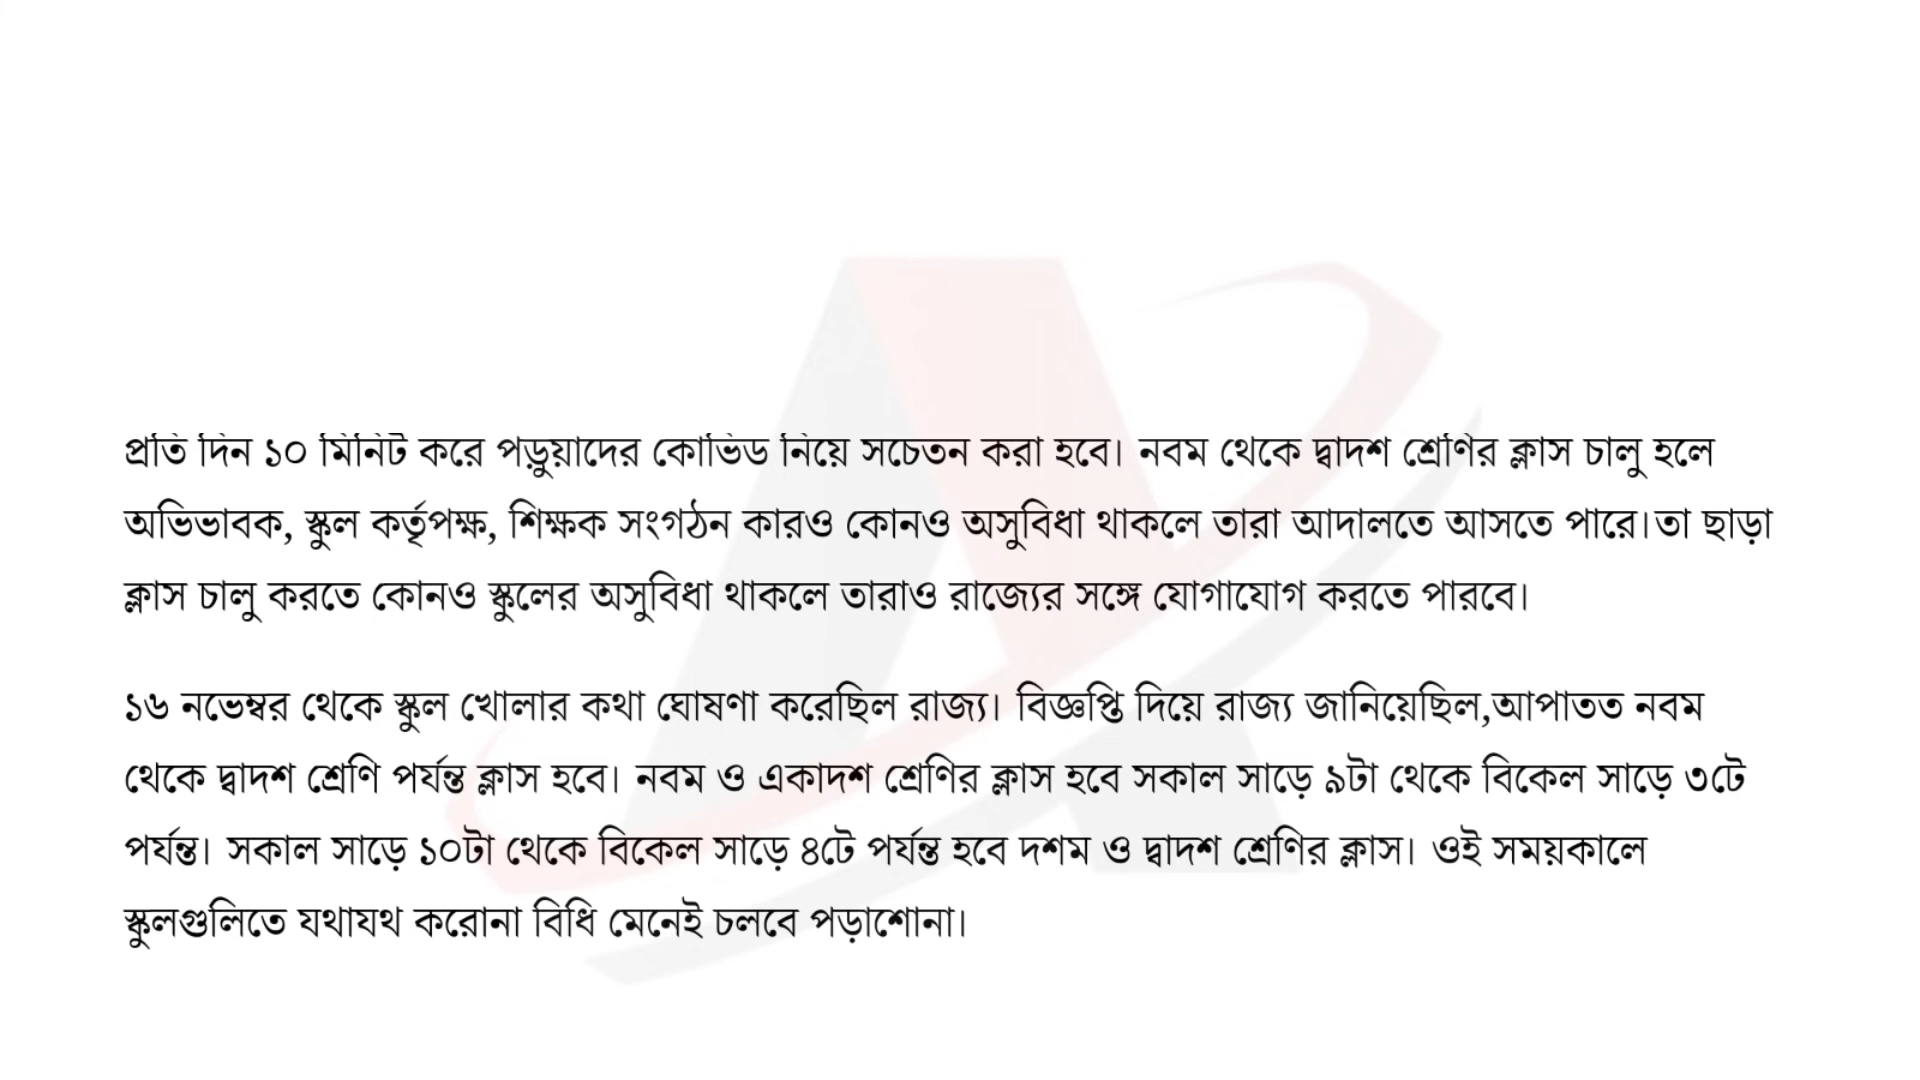 প্রতি দিন ১০ মিনিট করে পড়ুয়াদের কোভিড নিয়ে সচেতন করা হবে। নবম থেকে দ্বাদশ শ্রেণির ক্লাস চালু হলে
অভিভাবক, স্কুল কর্তৃপক্ষ, শিক্ষক সংগঠন কারও কোনও অসুবিধা থাকলে তারা আদালতে আসতে পারে।তা ছাড়া
ক্লাস চালু করতে কোনও স্কুলের অসুবিধা থাকলে তারাও রাজ্যের সঙ্গে যোগাযোগ করতে পারবে।
১৬ নভেম্বর থেকে স্কুল খোলার কথা ঘোষণা করেছিল রাজ্য। বিজ্ঞপ্তি দিয়ে রাজ্য জানিয়েছিল,আপাতত নবম
থেকে দ্বাদশ শ্রেণি পর্যন্ত ক্লাস হবে। নবম ও একাদশ শ্রেণির ক্লাস হবে সকাল সাড়ে ৯টা থেকে বিকেল সাড়ে ৩টে
পর্যন্ত। সকাল সাড়ে ১০টা থেকে বিকেল সাড়ে ৪টে পর্যন্ত হবে দশম ও দ্বাদশ শ্রেণির ক্লাস। ওই সময়কালে
স্কুলগুলিতে যথাযথ করোনা বিধি মেনেই চলবে পড়াশোনা।